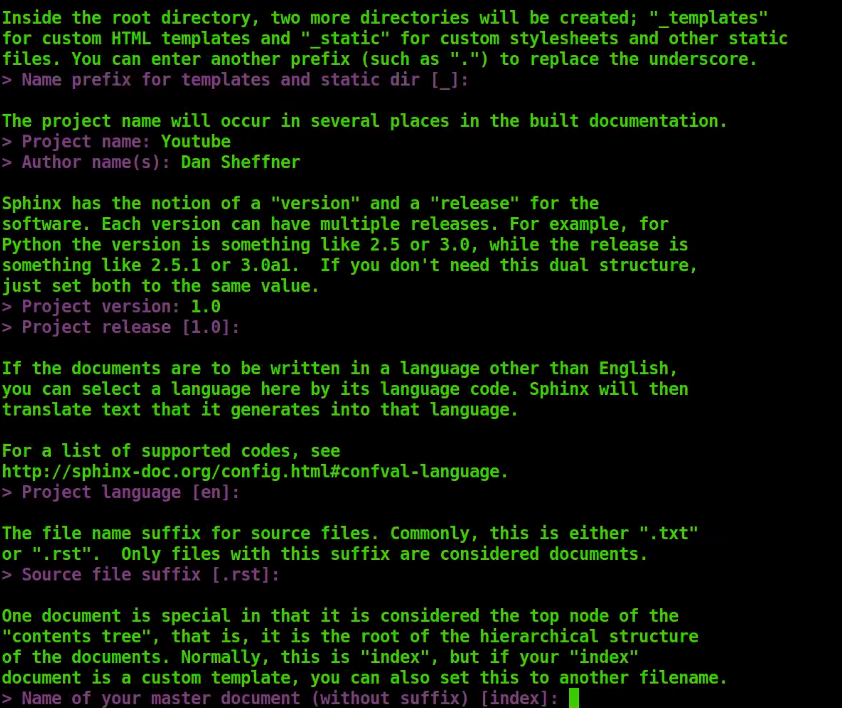 Inside the root directory, two more directories will be created; "_templates"
for custom HTML templates and "_static" for custom stylesheets and other static
files. You can enter another prefix (such as ".") to replace the underscore.
> Name prefix for templates and static dir [_]:
The project name will occur in several places in the built documentation.
> Project name: Youtube
> Author name(s): Dan Sheffner
Sphinx has the notion of a "version" and a "release" for the
software. Each version can have multiple releases. For example, for
Python the version is something like 2.5 or 3.0, while the release is
something like 2.5.1 or 3.0a1.  If you don't need this dual structure,
just set both to the same value.
> Project version: 1.0
> Project release [1.0]:
If the documents are to be written in a language other than English,
you can select a language here by its language code. Sphinx will then
translate text that it generates into that language.
For a list of supported codes, see
http://sphinx-doc.org/config.html#confval-language.
> Project language [en]:
The file name suffix for source files. Commonly, this is either ".txt"
or ".rst".  Only files with this suffix are considered documents.
> Source file suffix [.rst]:
One document is special in that it is considered the top node of the
"contents tree", that is, it is the root of the hierarchical structure
of the documents. Normally, this is "index", but if your "index"
document is a custom template, you can also set this to another filename.
> Name of your master document (without suffix) [index]: